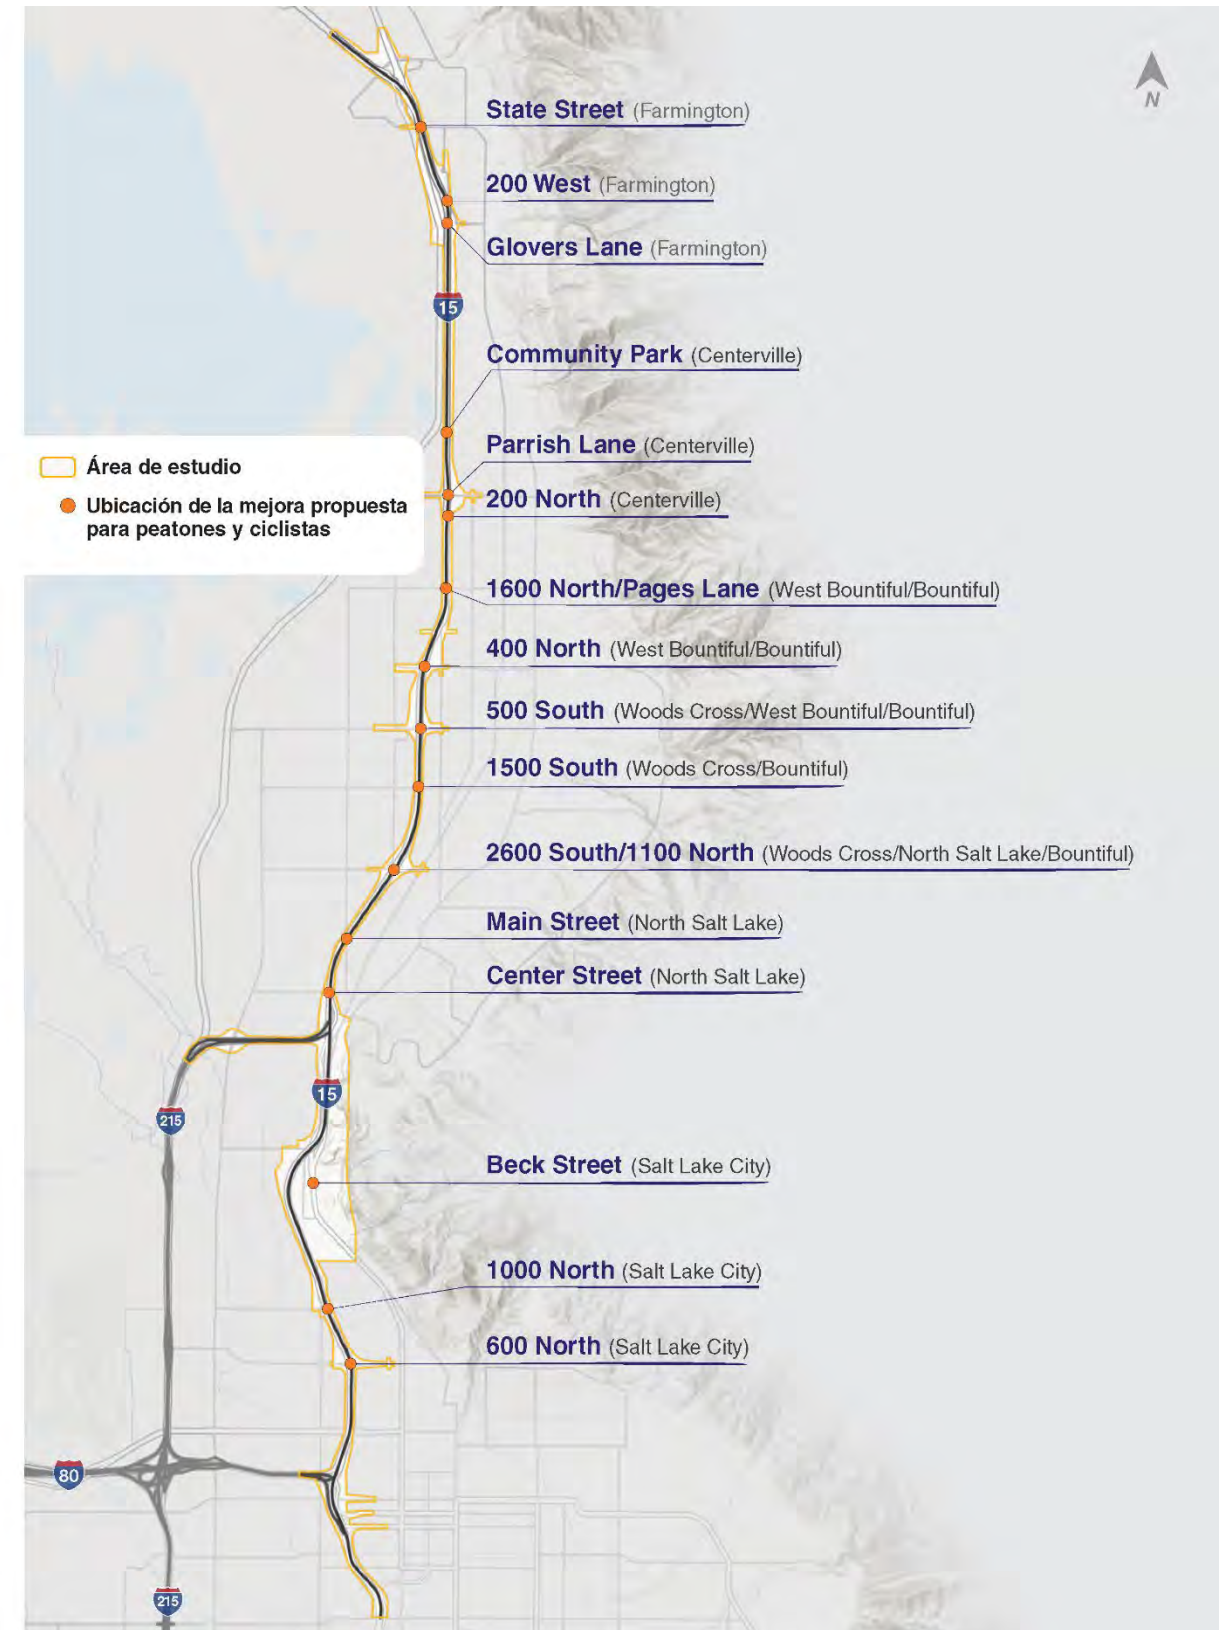 N
State Street (Farmington)
200 West (Farmington)
Glovers Lane (Farmington)
15
Community Park (Centerville)
Parrish Lane (Centerville)
Área de estudio
200 North (Centerville)
Ubicación de la mejora propuesta
para peatones y ciclistas
1600 North/Pages Lane (West Bountiful/Bountiful)
400 North (West Bountiful/Bountiful)
500 South (Woods Cross/West Bountiful/Bountiful)
1500 South (Woods Cross/Bountiful)
2600 South/1100 North (Woods Cross/North Salt Lake/Bountiful)
Main Street (North Salt Lake)
Center Street (North Salt Lake)
15
215
Beck Street (Salt Lake City)
1000 North (Salt Lake City)
600 North (Salt Lake City)
80
215